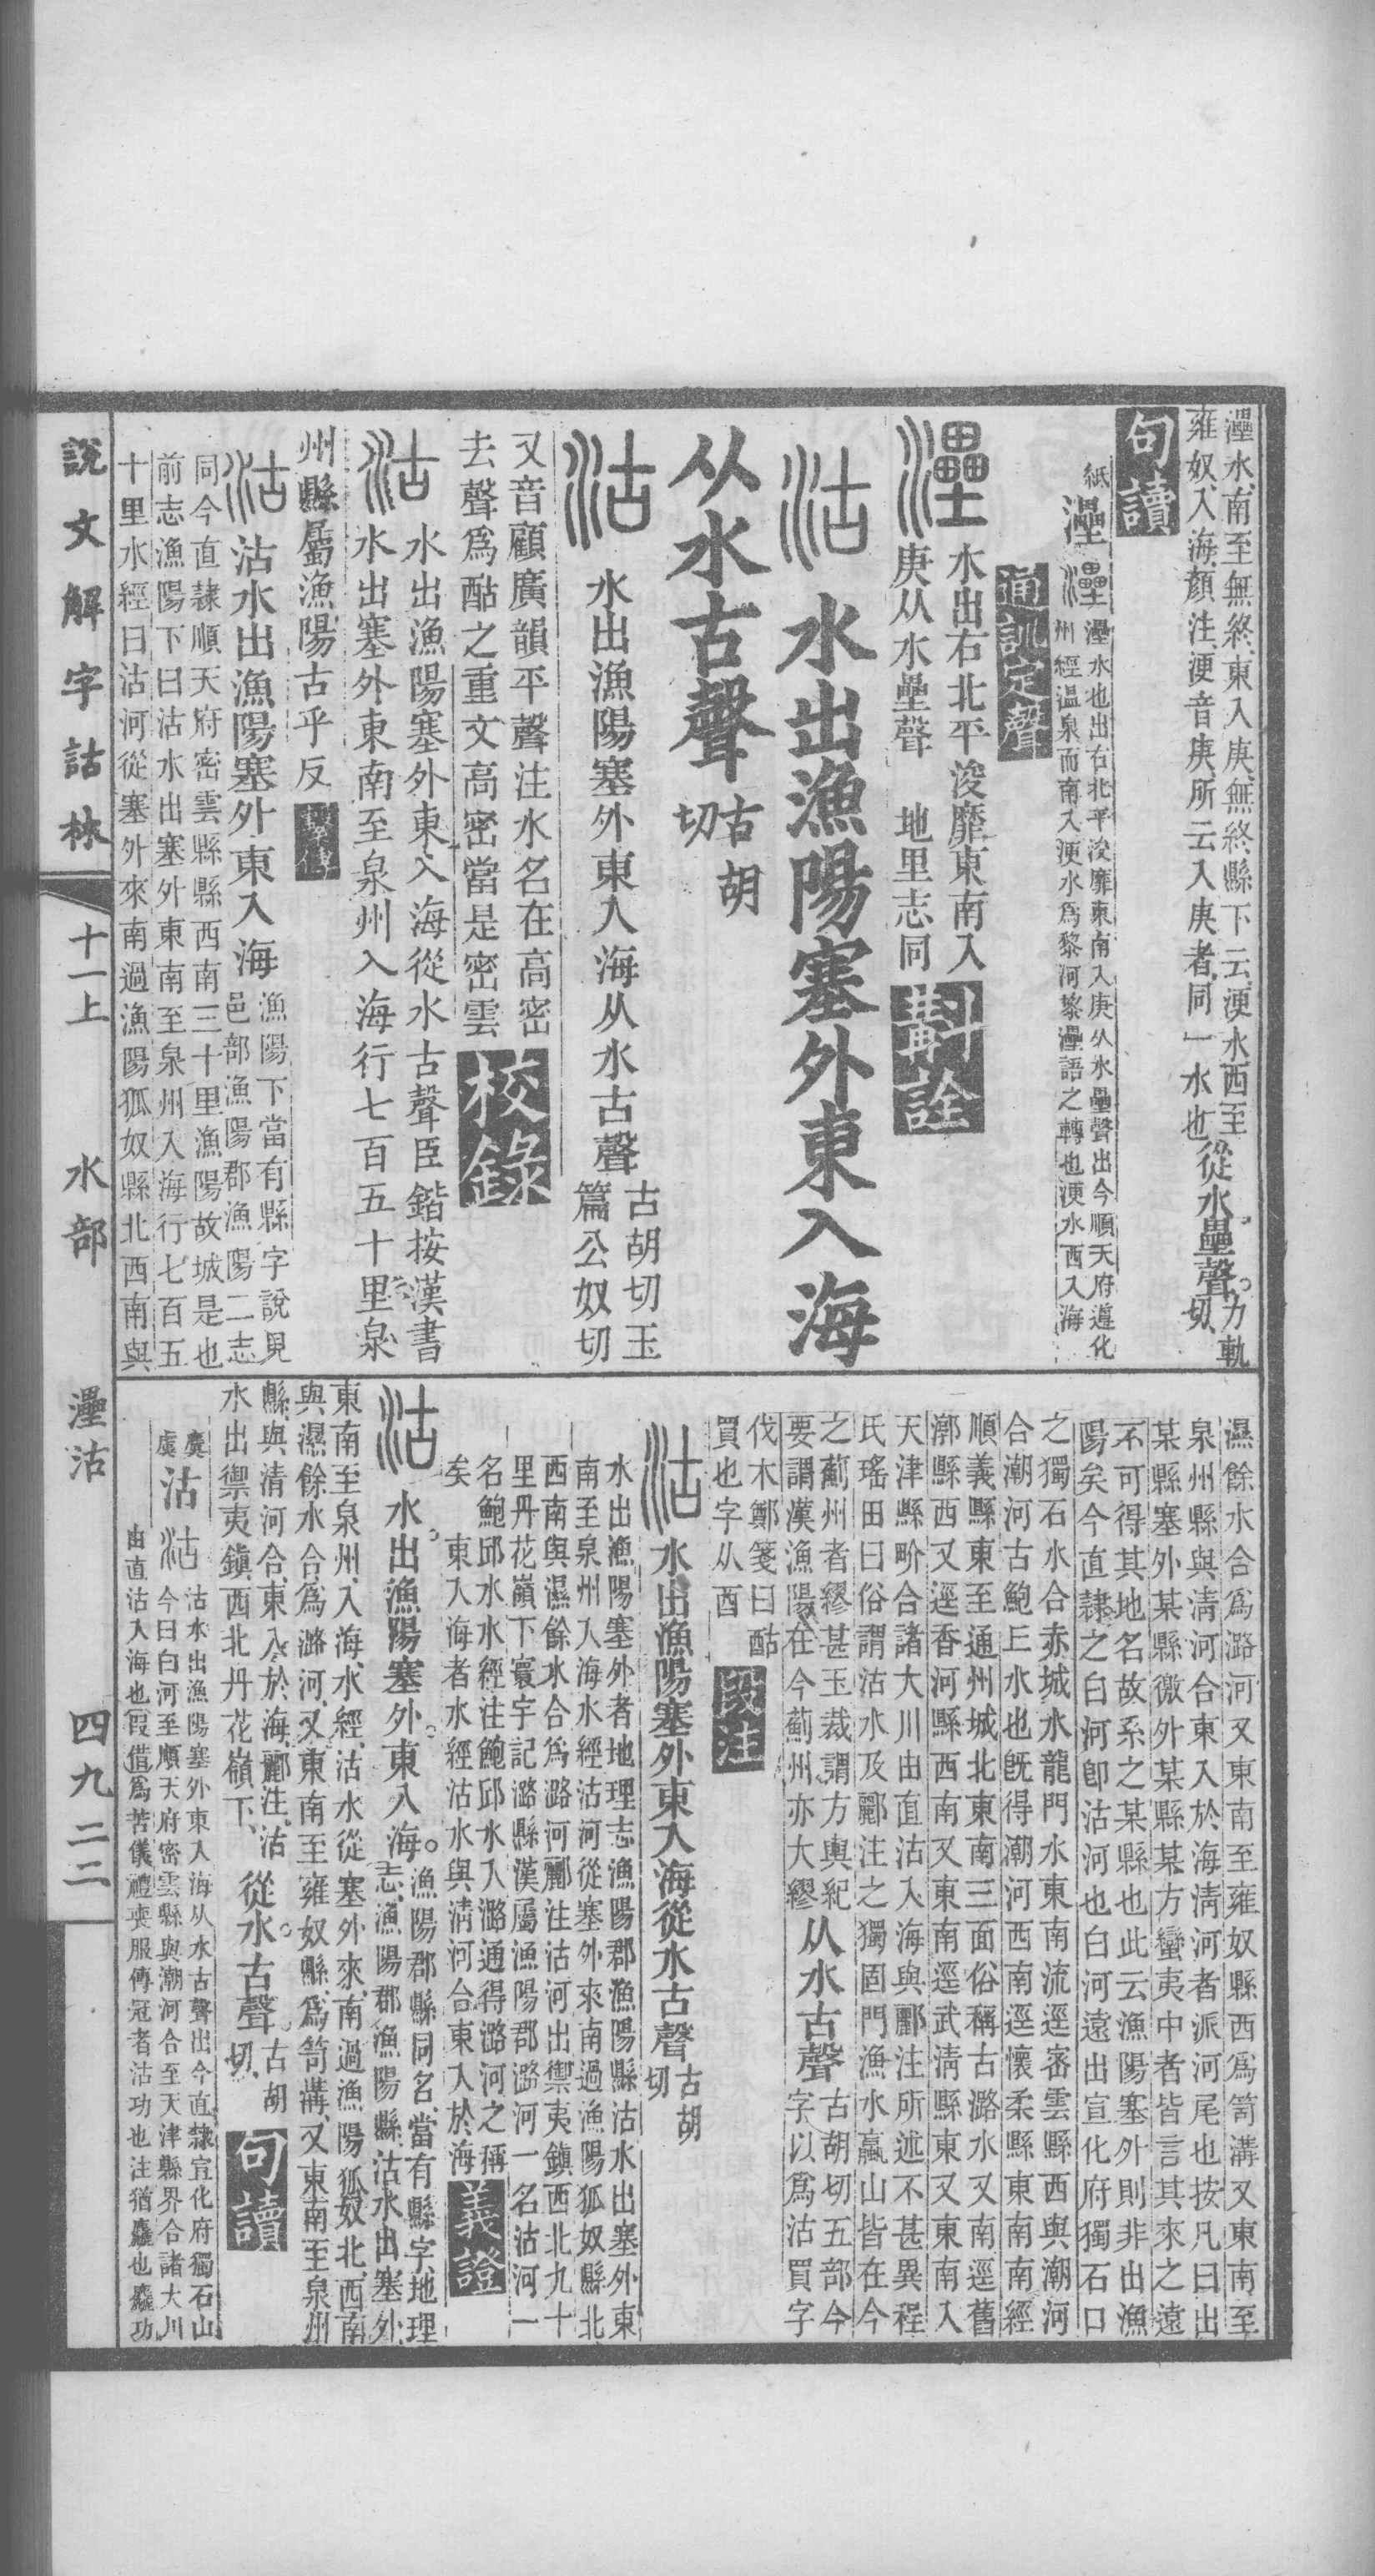 灅水南至無終東入庚無終縣下云浭水西至
雍奴入海顏注浭音庚所云入庚者同一水也從水壘聲力軌切
句讀
紙灅灅水也出右北平浚靡東南入庚从水壘聲出今順天府遵化
州經温泉而南入浭水爲黎河黎灅語之轉也浭水西入海
通訓定聲
灅水出右北平浚靡東南入
庚从水壘聲 地里志同
斠詮
沽水出漁陽塞外東入海
从水古聲古胡切
沽水出漁陽塞外東入海从水古聲古胡切玉
篇公奴切
又音顧廣韻平聲注水名在高密
去聲爲酤之重文高密當是密雲
校錄
沽水出漁陽塞外東入海從水古聲臣鍇按漢書
水出塞外東南至泉州入海行七百五十里泉
州縣屬漁陽古乎反
繫傳
沽沽水出漁陽塞外東入海漁陽下當有縣字說見
邑部漁陽郡漁陽二志
同今直隷順天府密雲縣縣西南三十里漁陽故城是也
前志漁陽下曰沽水出塞外東南至泉州入海行七百五
十里水經曰沽河從塞外來南過漁陽狐奴縣北西南與
濕餘水合爲潞河又東南至雍奴縣西爲笥溝又東南至
泉州縣與淸河合東入於海淸河者派河尾也按凡曰出
某縣塞外某縣徼外某縣某方蠻夷中者皆言其來之遠
不可得其地名故系之某縣也此云漁陽塞外則非出漁
陽矣今直隷之白河卽沽河也白河遠出宣化府獨石口
之獨石水合赤城水龍門水東南流逕密雲縣西與潮河
合潮河古鮑丘水也旣得潮河西南逕懷柔縣東南南經
順義縣東至通州城北東南三面俗稱古潞水又南逕舊
漷縣西又逕香河縣西南又東南逕武淸縣東又東南入
天津縣畍合諸大川由直沽入海與酈注所述不甚異程
氏瑤田曰俗謂沽水及酈注之獨固門漁水嬴山皆在今
之薊州者繆甚玉裁謂方輿紀
要謂漢漁陽在今薊州亦大繆从水古聲古胡切五部今
字以爲沽買字
伐木鄭箋曰酤
買也字从酉
段注
沽水出漁陽塞外東入海從水古聲古胡切
水出漁陽塞外者地理志漁陽郡漁陽縣沽水出塞外東
南至泉州入海水經沽河從塞外來南過漁陽狐奴縣北
西南與濕餘水合爲潞河酈注沽河出禦夷鎭西北九十
里丹花嶺下寰宇記潞縣漢屬漁陽郡潞河一名沽河一
名鮑邱水水經注鮑邱水入潞通得潞河之稱
矣 東入海者水經沽水與淸河合東入於海
義證
沽水出漁陽塞外東入海漁陽郡縣同名當有縣字地理
志漁陽郡漁陽縣沽水出塞外
東南至泉州入海水經沽水從塞外來南過漁陽狐奴北西南
與濕餘水合爲潞河又東南至雍奴縣爲笥溝又東南至泉州
縣與清河合東入於海酈注沽
水出禦夷鎭西北丹花嶺下從水古聲古胡切
句讀
虞沽沽水出漁陽塞外東入海从水古聲出今直隷宣化府獨石山
今曰白河至順天府密雲縣與潮河合至天津縣界合諸大川
由直沽入海也叚借爲苦儀禮喪服傳冠者沽功也注猶麤也麤功
說文解字詁林
十一上 水部 灅沽 四九二二